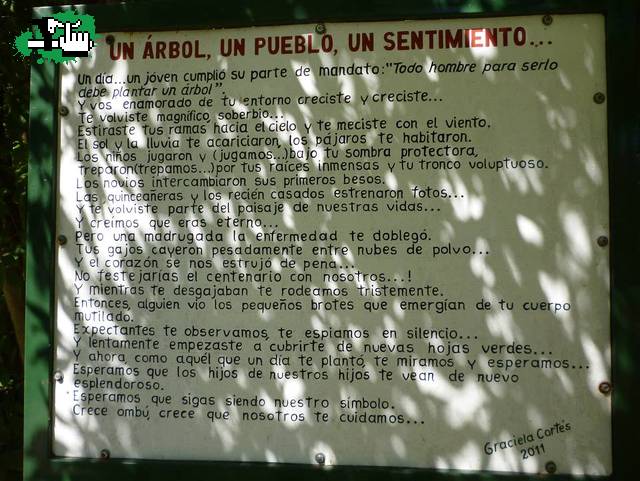 UN ÁRBOL, UN PUEBLO, UN SENTIMIENTO...
Un día...un jóven cumplió su parte de mandato:"Todo hombre para serlo
debe plantar un árbol".
Y vos enamorado de tu entorno creciste y creciste...
Te volviste magnífico, soberbio...
Estiraste tus ramas hacia el cielo y te meciste con el viento.
El sol y la lluvia te acariciaron, los pájaros te habitaron.
Los niños jugaron y (jugamos...) bajo tu sombra protectora,
treparon(trepamos...) por tus raíces inmensas y tu tronco voluptuoso.
Los novios intercambiaron sus primeros besos.
Las quinceañeras y los recién casados estrenaron fotos...
Y te volviste parte del paisaje de nuestras vidas...
Y creímos que eras eterno...
Pero una madrugada la enfermedad te doblegó.
Tus gajos cayeron pesadamente entre nubes de polvo...
Y el corazón se nos estrujó de pena...
No festejarías el centenario con nosotros...!
Y mientras te desgajaban te rodeamos tristemente.
Entonces, alguien vio los pequeños brotes que emergían de tu cuerpo
mutilado.
Expectantes te observamos, te espiamos en silencio...
Y lentamente empezaste a cubrirte de nuevas hojas verdes...
Y ahora, como aquél que un día te plantó, te miramos y esperamos...
Esperamos que los hijos de nuestros hijos te vean de nuevo
esplendoroso.
Esperamos que sigas siendo nuestro símbolo.
Crece ombú, crece que nosotros te cuidamos...
Graciela Cortés
2011